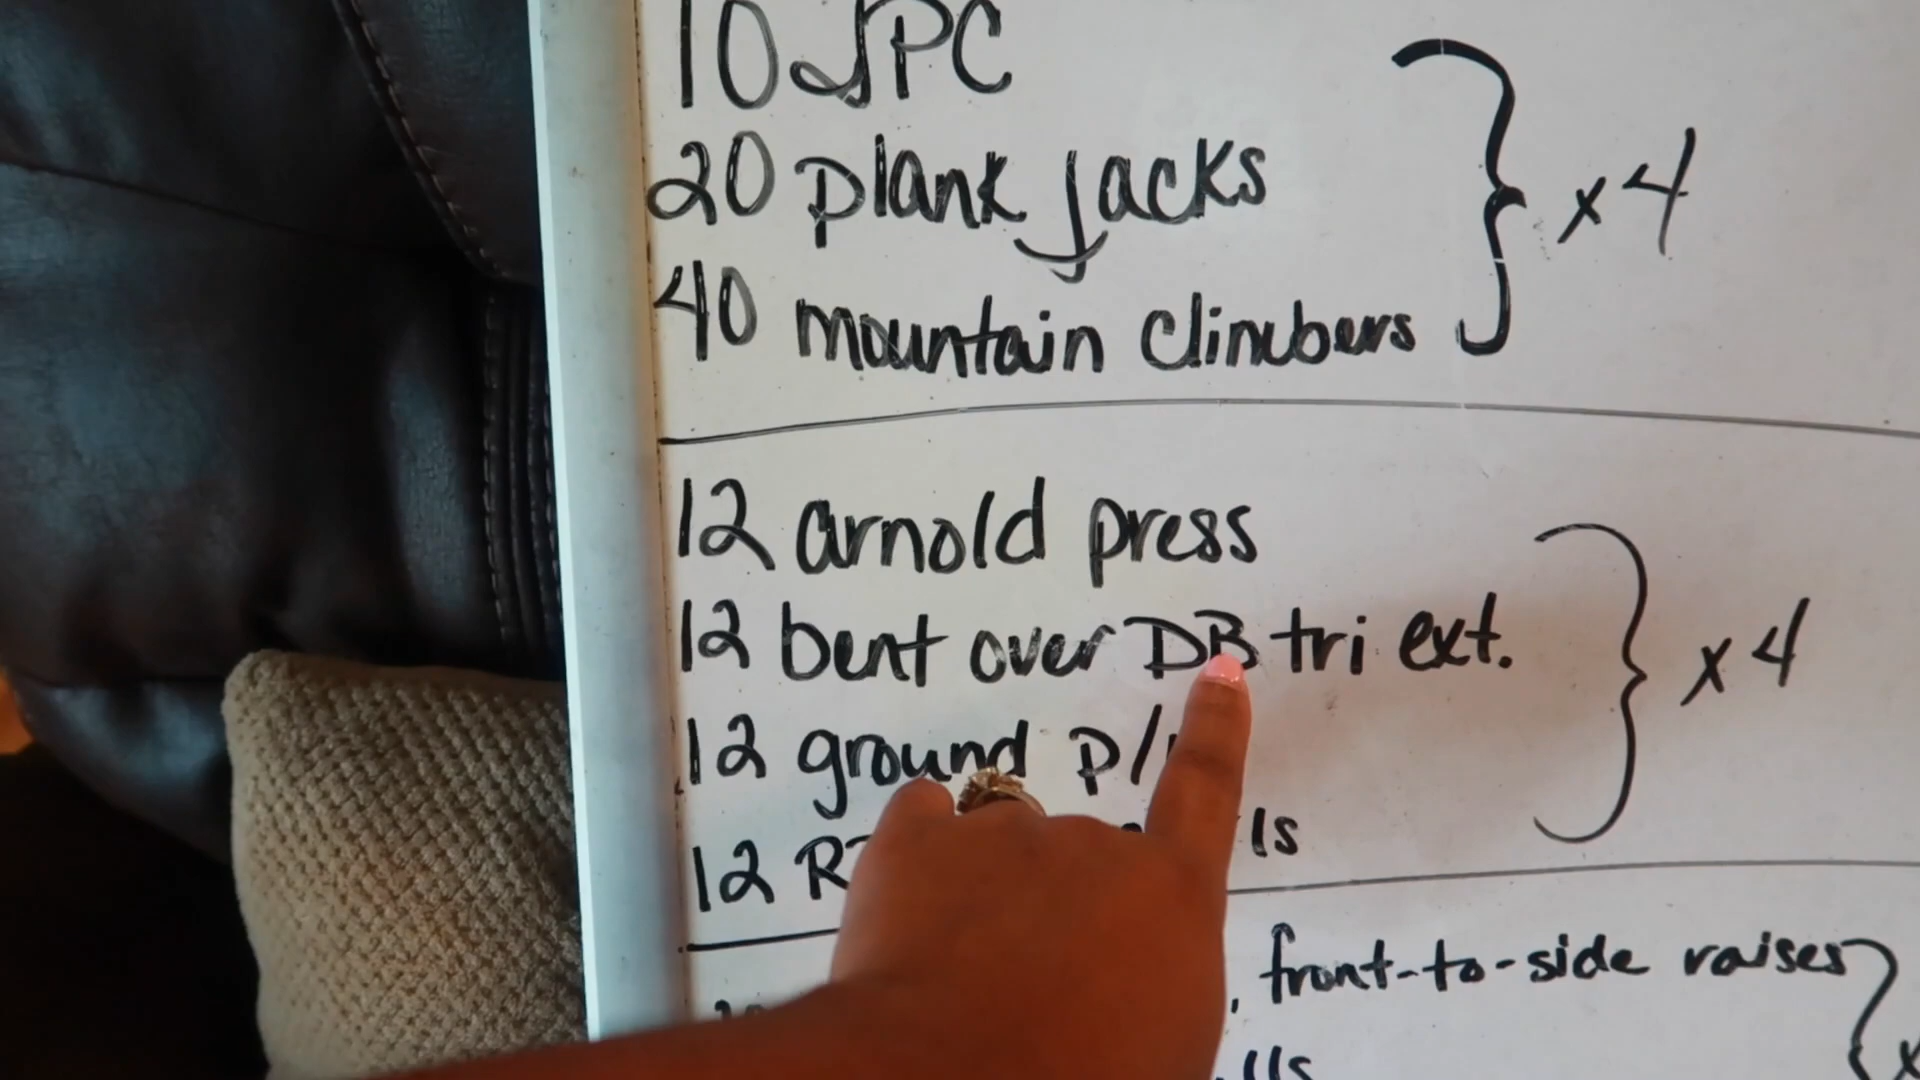 10 JPC
20 plank jacks
40 mountain climbers
x4
12 arnold press
12 bent over DB tri ext.
12 ground p/
12
x4
front-to-side raises